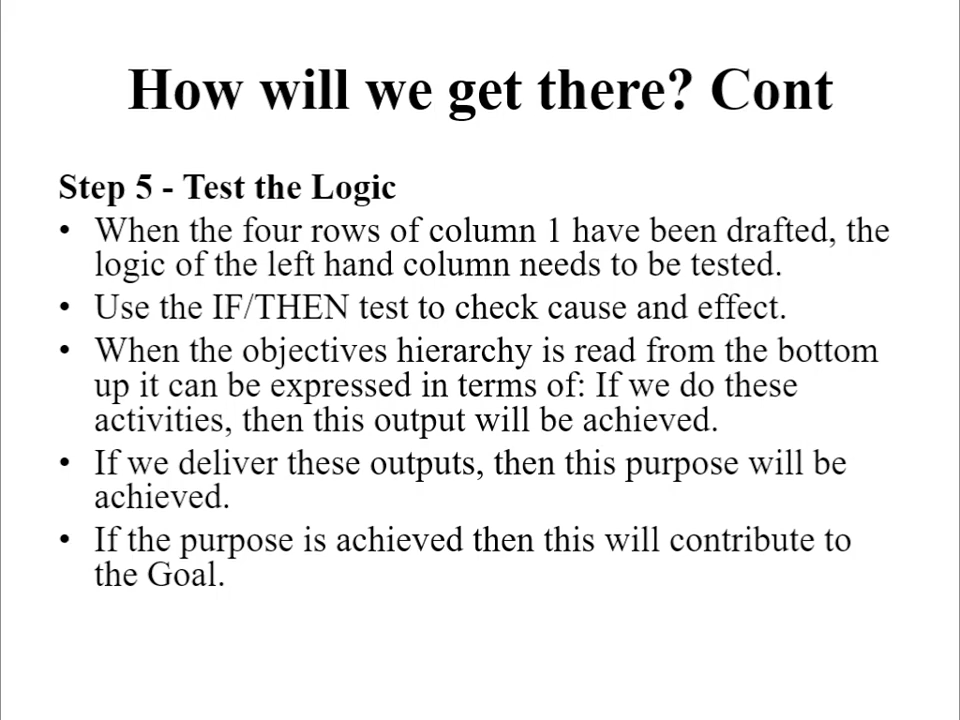 How will we get there? Cont
Step 5 - Test the Logic
• When the four rows of column 1 have been drafted, the
logic of the left hand column needs to be tested.
• Use the IF/THEN test to check cause and effect.
• When the objectives hierarchy is read from the bottom
up it can be expressed in terms of: If we do these
activities, then this output will be achieved.
• If we deliver these outputs, then this purpose will be
achieved.
• If the purpose is achieved then this will contribute to
the Goal.